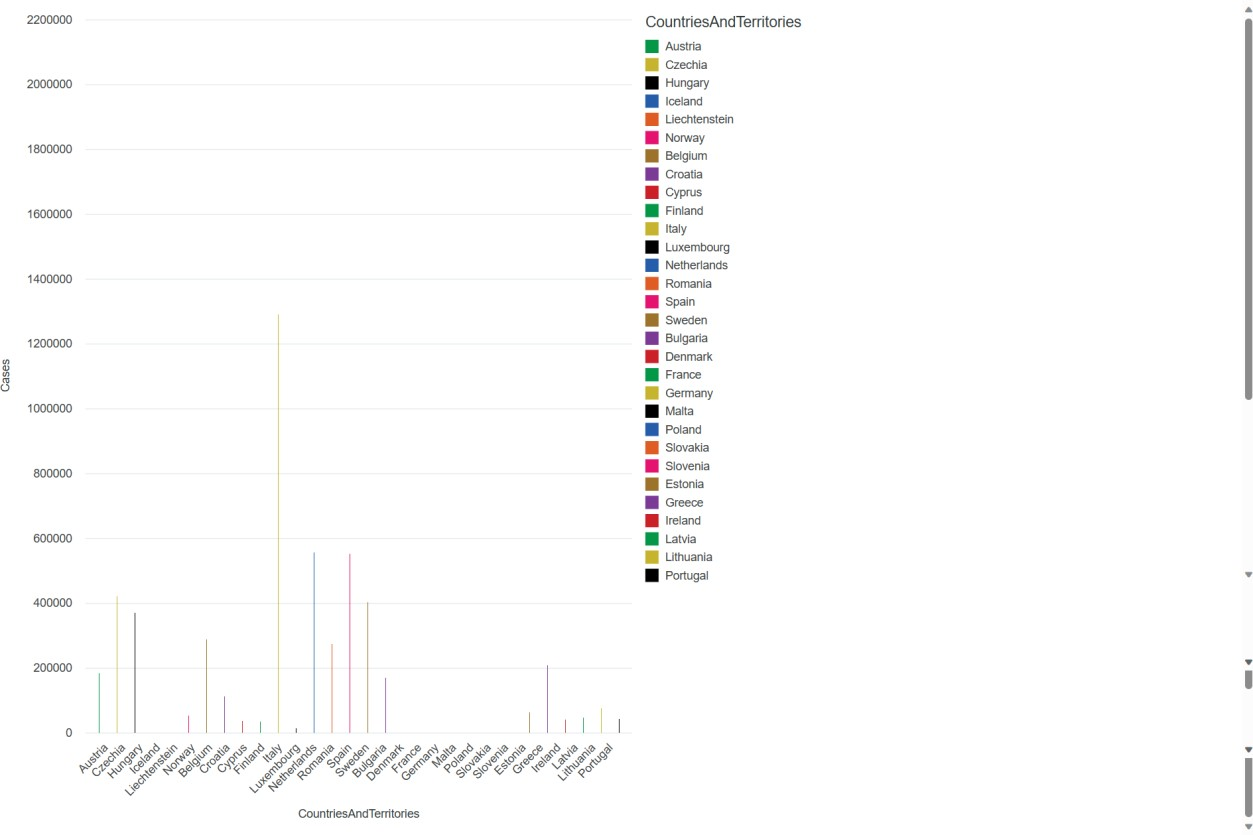 2200000
2000000
1800000
1600000
1400000
1200000
1000000
800000
600000
400000
200000
0
Cases
Austria
Czechia
Hungary
Iceland
Liechtenstein
Norway
Belgium
Croatia
Cyprus
Finland
Italy
Luxembourg
Netherlands
Romania
Spain
Sweden
Bulgaria
Denmark
France
Germany
Malta
Poland
Slovakia
Slovenia
Estonia
Greece
Ireland
Latvia
Lithuania
Portugal
CountriesAndTerritories
CountriesAndTerritories
Austria
Czechia
Hungary
Iceland
Liechtenstein
Norway
Belgium
Croatia
Cyprus
Finland
Italy
Luxembourg
Netherlands
Romania
Spain
Sweden
Bulgaria
Denmark
France
Germany
Malta
Poland
Slovakia
Slovenia
Estonia
Greece
Ireland
Latvia
Lithuania
Portugal